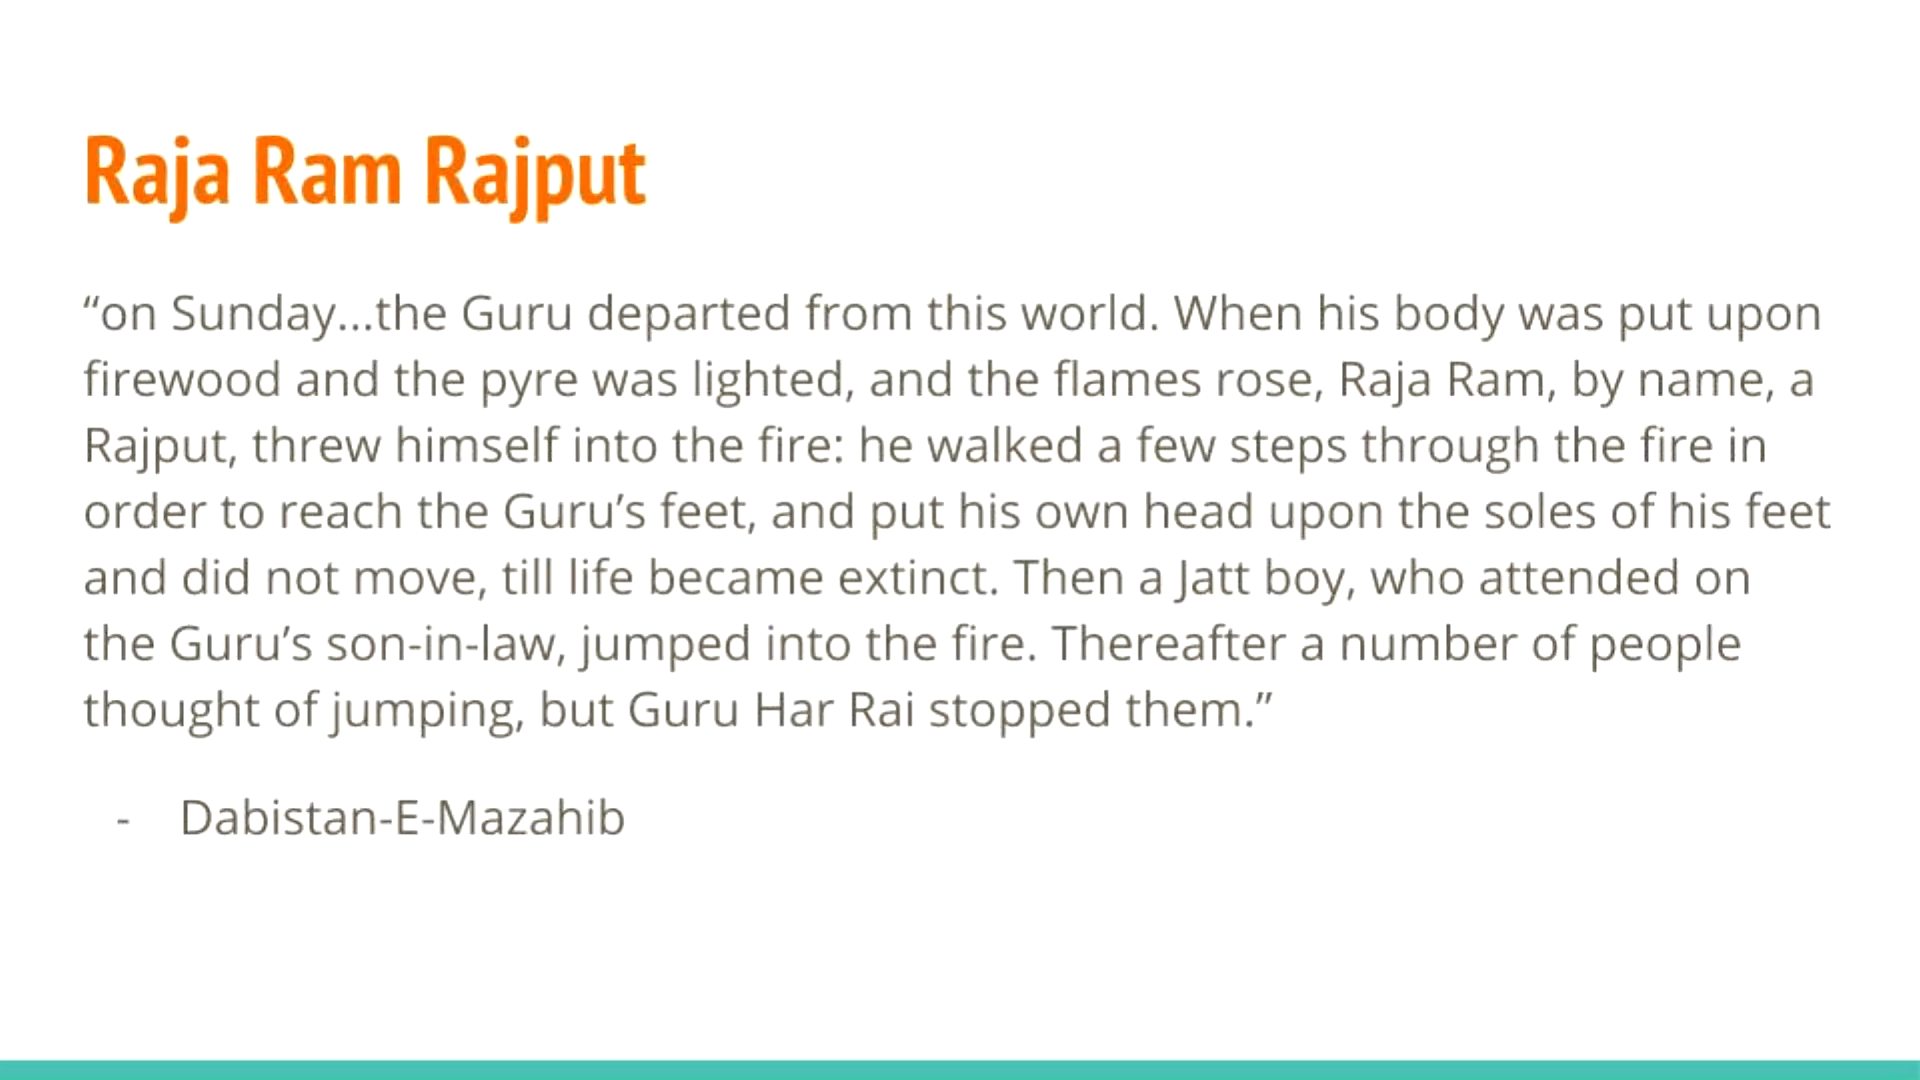 Raja Ram Rajput
“on Sunday...the Guru departed from this world. When his body was put upon
firewood and the pyre was lighted, and the flames rose, Raja Ram, by name, a
Rajput, threw himself into the fire: he walked a few steps through the fire in
order to reach the Guru’s feet, and put his own head upon the soles of his feet
and did not move, till life became extinct. Then a Jatt boy, who attended on
the Guru’s son-in-law, jumped into the fire. Thereafter a number of people
thought of jumping, but Guru Har Rai stopped them.”
- Dabistan-E-Mazahib